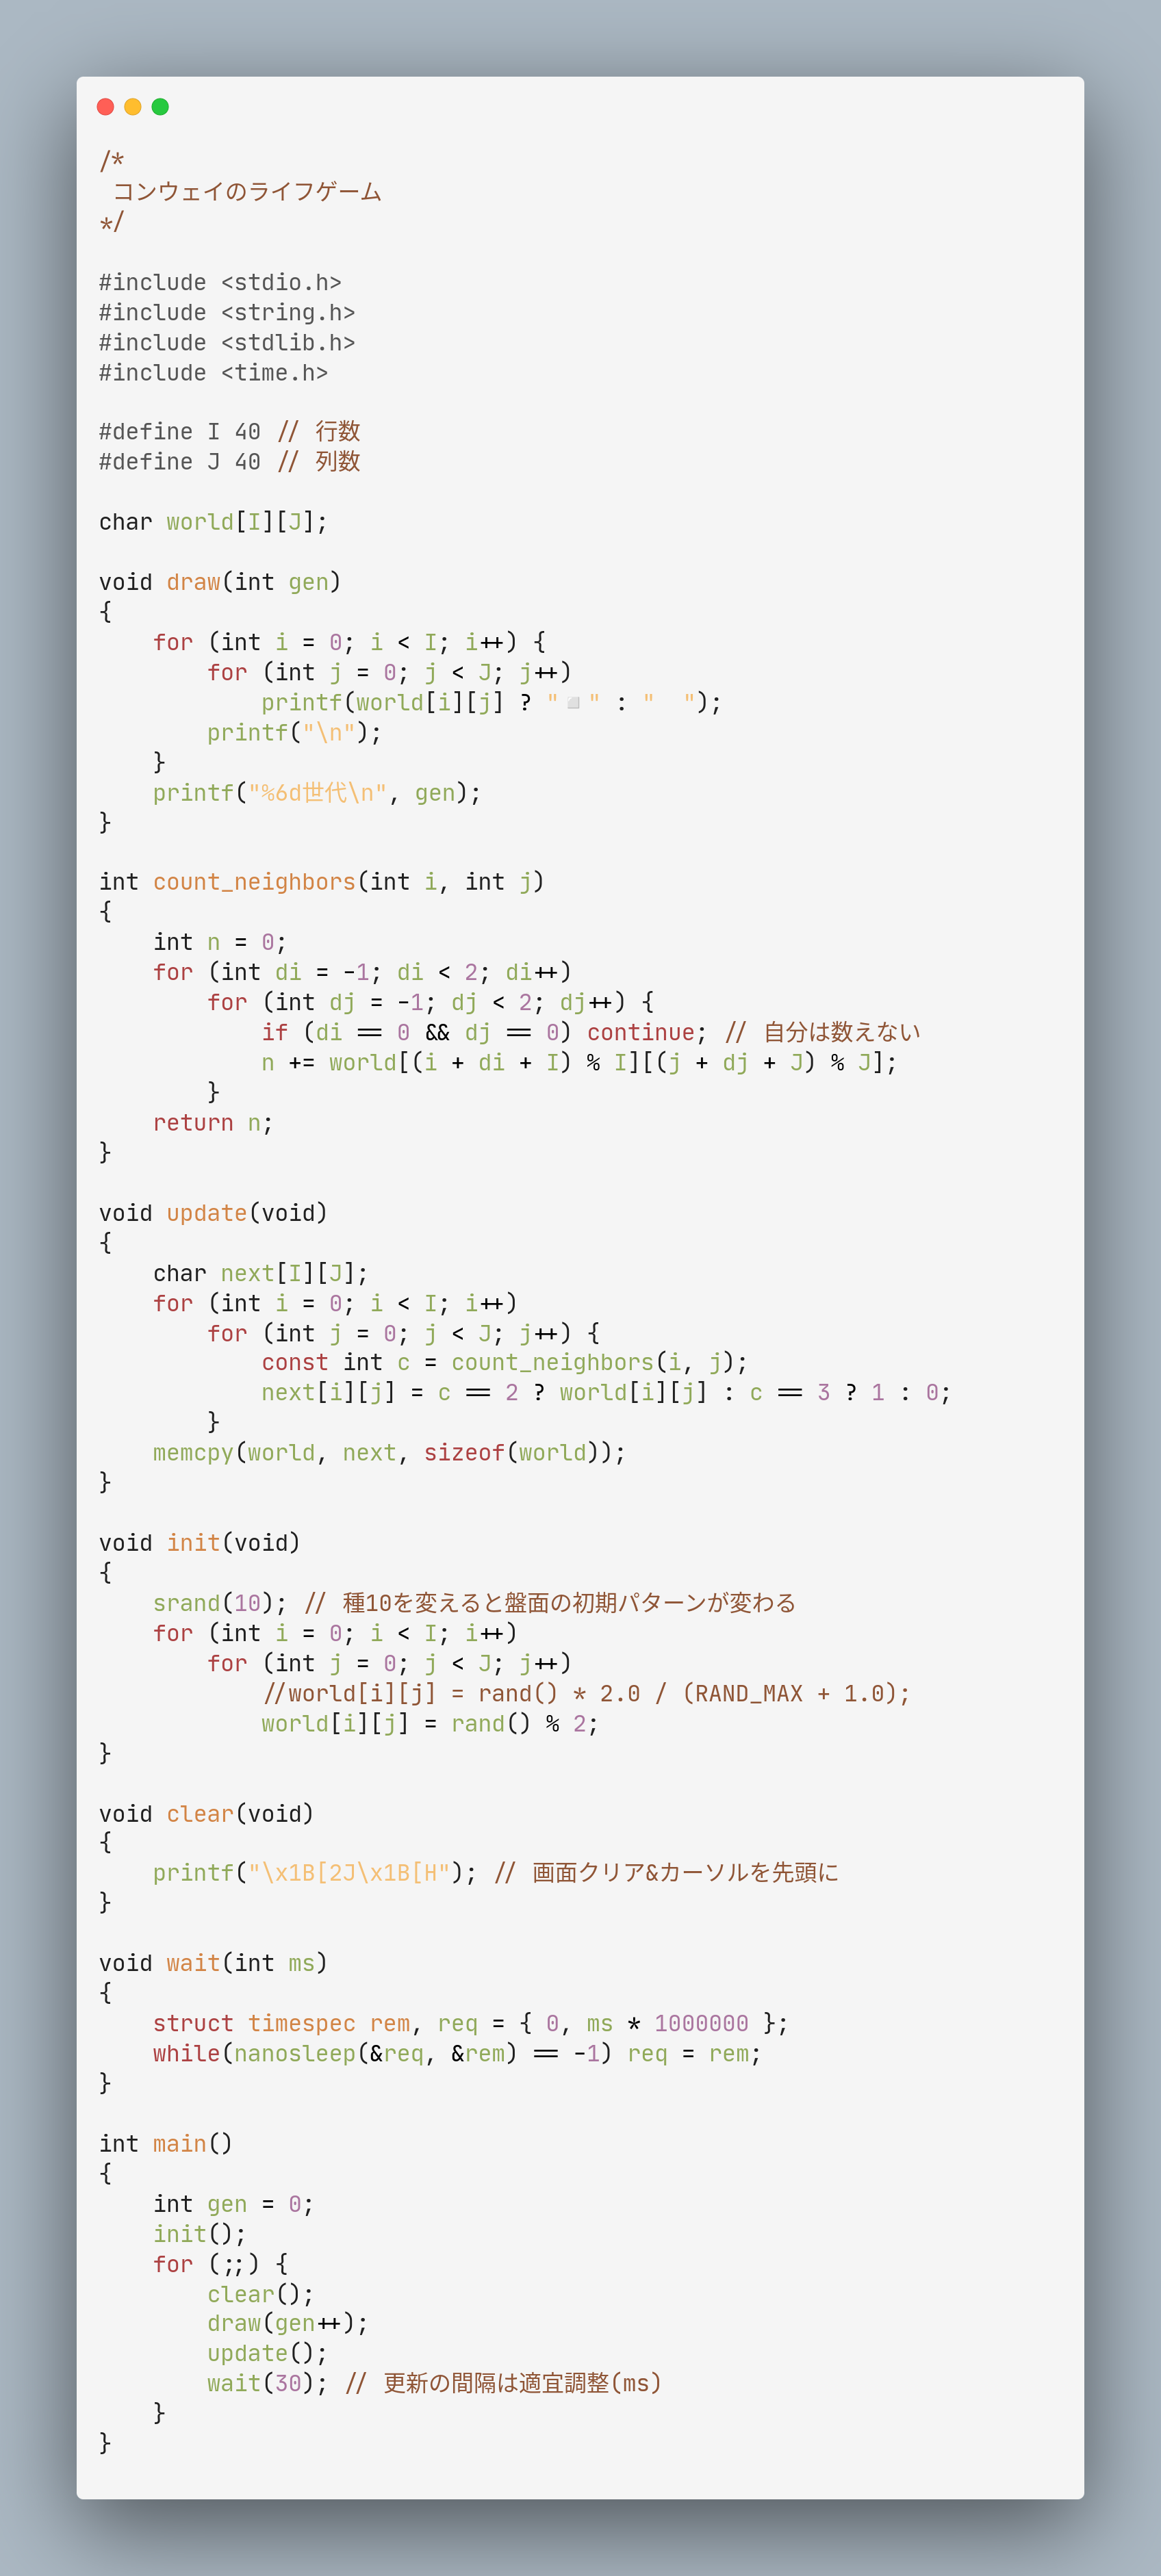 /*
 コンウェイのライフゲーム
*/

#include <stdio.h>
#include <string.h>
#include <stdlib.h>
#include <time.h>

#define I 40 // 行数
#define J 40 // 列数

char world[I][J];

void draw(int gen)
{
    for (int i = 0; i < I; i++) {
        for (int j = 0; j < J; j++)
            printf(world[i][j] ? "◽" : "  ");
        printf("\n");
    }
    printf("%6d世代\n", gen);
}

int count_neighbors(int i, int j)
{
    int n = 0;
    for (int di = -1; di < 2; di++)
        for (int dj = -1; dj < 2; dj++) {
            if (di == 0 && dj == 0) continue; // 自分は数えない
            n += world[(i + di + I) % I][(j + dj + J) % J];
        }
    return n;
}

void update(void)
{
    char next[I][J];
    for (int i = 0; i < I; i++)
        for (int j = 0; j < J; j++) {
            const int c = count_neighbors(i, j);
            next[i][j] = c == 2 ? world[i][j] : c == 3 ? 1 : 0;
        }
    memcpy(world, next, sizeof(world));
}

void init(void)
{
    srand(10); // 種10を変えると盤面の初期パターンが変わる
    for (int i = 0; i < I; i++)
        for (int j = 0; j < J; j++)
            //world[i][j] = rand() * 2.0 / (RAND_MAX + 1.0);
            world[i][j] = rand() % 2;
}

void clear(void)
{
    printf("\x1B[2J\x1B[H"); // 画面クリア&カーソルを先頭に
}

void wait(int ms)
{
    struct timespec rem, req = { 0, ms * 1000000 };
    while(nanosleep(&req, &rem) == -1) req = rem;
}

int main()
{
    int gen = 0;
    init();
    for (;;) {
        clear();
        draw(gen++);
        update();
        wait(30); // 更新の間隔は適宜調整(ms)
    }
}